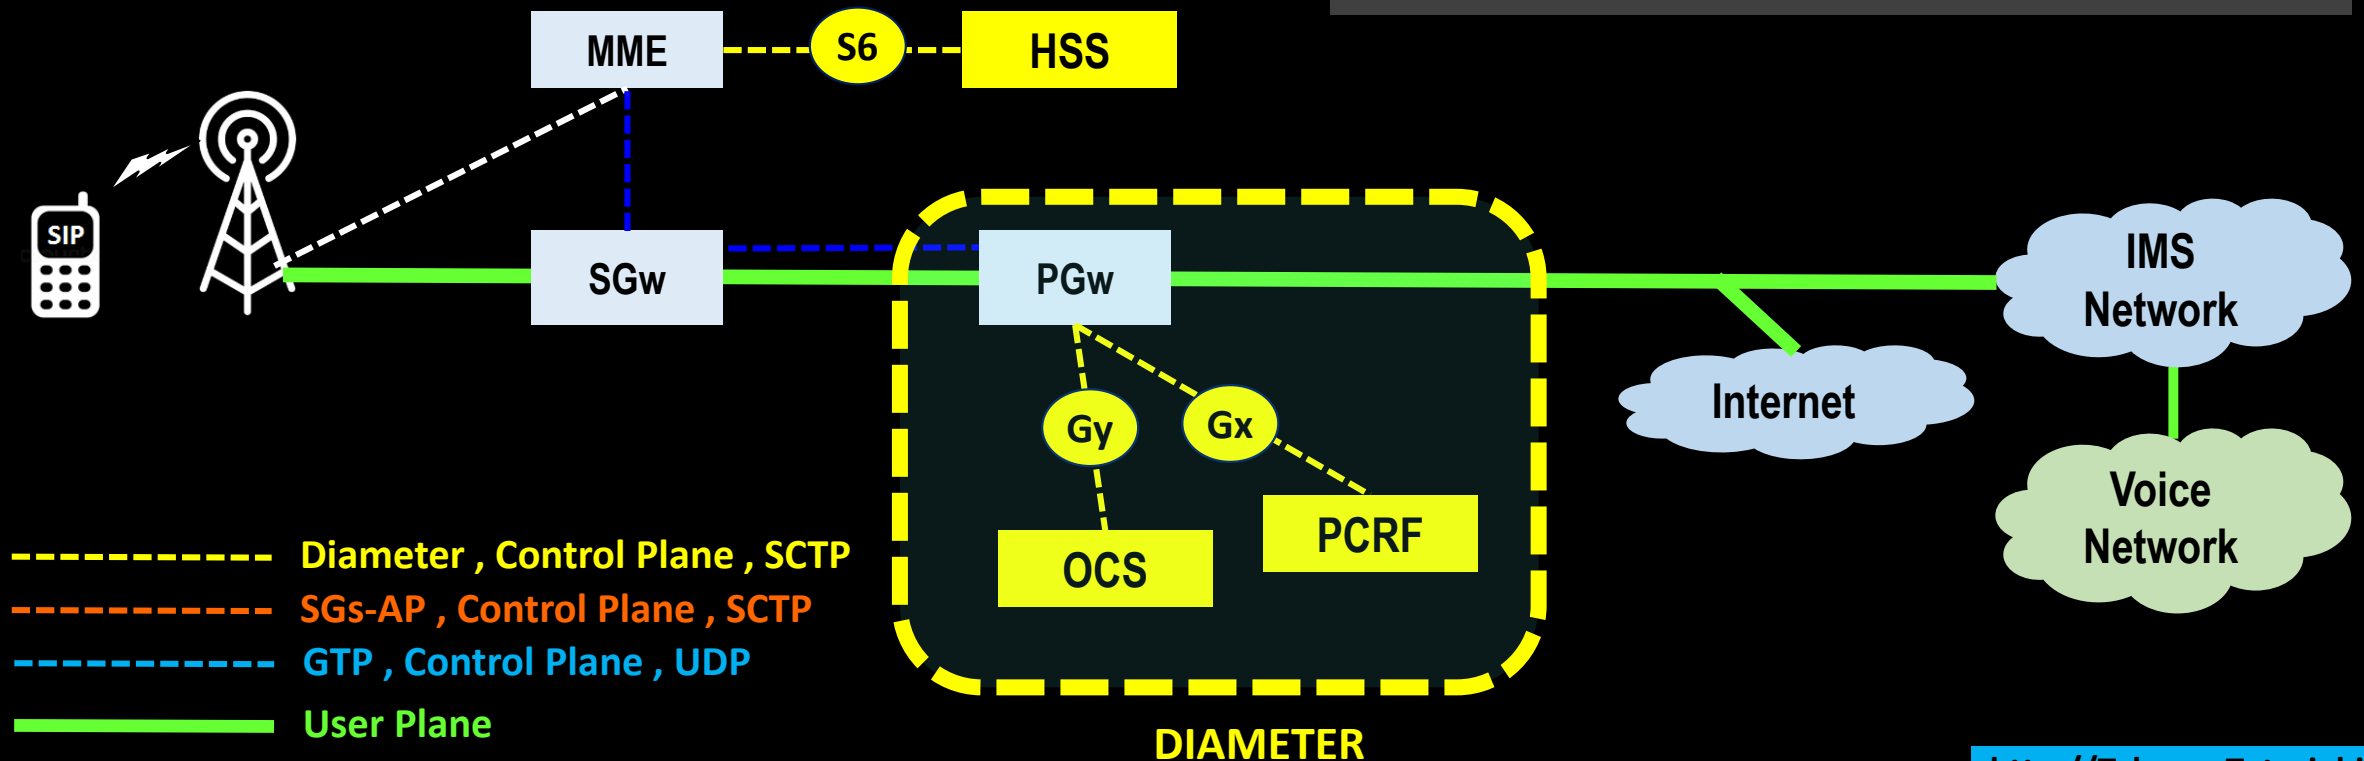 MME
S6
HSS
SIP
SGw
PGw
IMS
Network
Internet
Gy
Gx
OCS
PCRF
Voice
Network
Diameter , Control Plane , SCTP
SGs-AP , Control Plane , SCTP
GTP , Control Plane , UDP
User Plane
DIAMETER